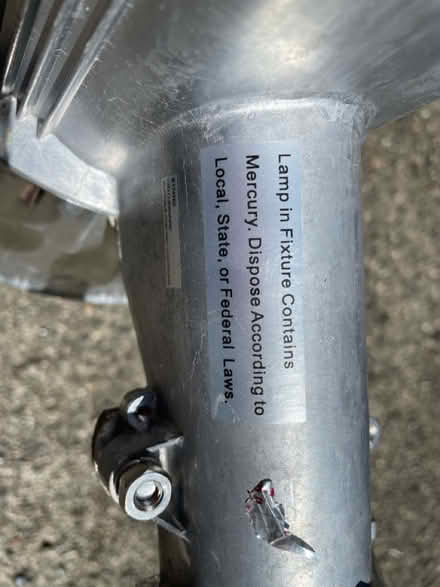 Lamp in Fixture Contains
Mercury. Dispose According to
Local, State, or Federal Laws.